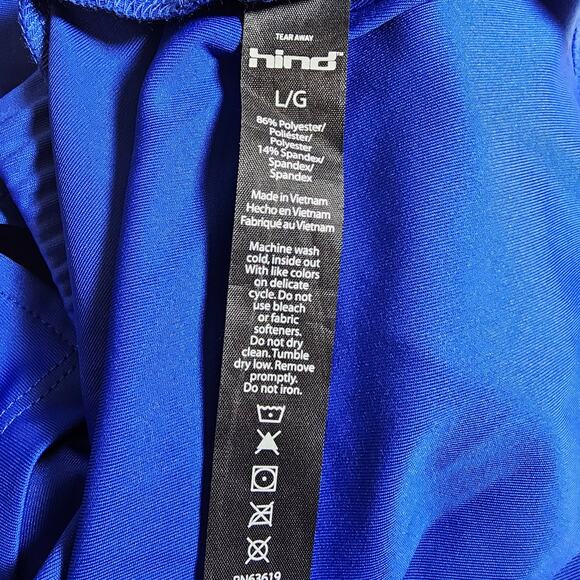 TEAR AWAY
hind
L/G
86% Polyester/
Poliéster/
Polyester
14% Spandex/
Spandex/
Spandex
Made in Vietnam
Hecho en Vietnam
Fabriqué au Vietnam
Machine wash
cold, inside out
With like colors
on delicate
cycle. Do not
use bleach
or fabric
softeners.
Do not dry
clean. Tumble
dry low. Remove
promptly.
Do not iron.
RN63619